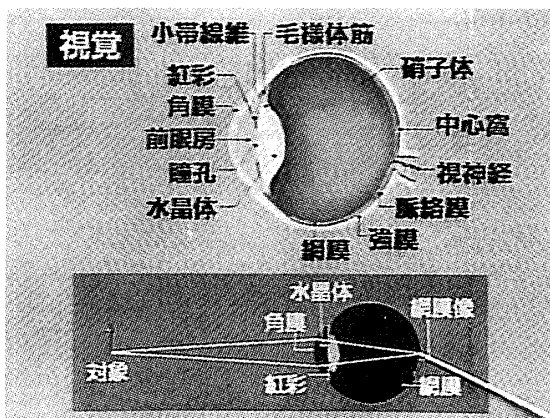 視覚
小帯線維
毛様体筋
紅彩
角膜
前眼房
瞳孔
水晶体
硝子体
中心窩
視神経
脈絡膜
強膜
網膜
水晶体
角膜
対象
紅彩
網膜像
網膜